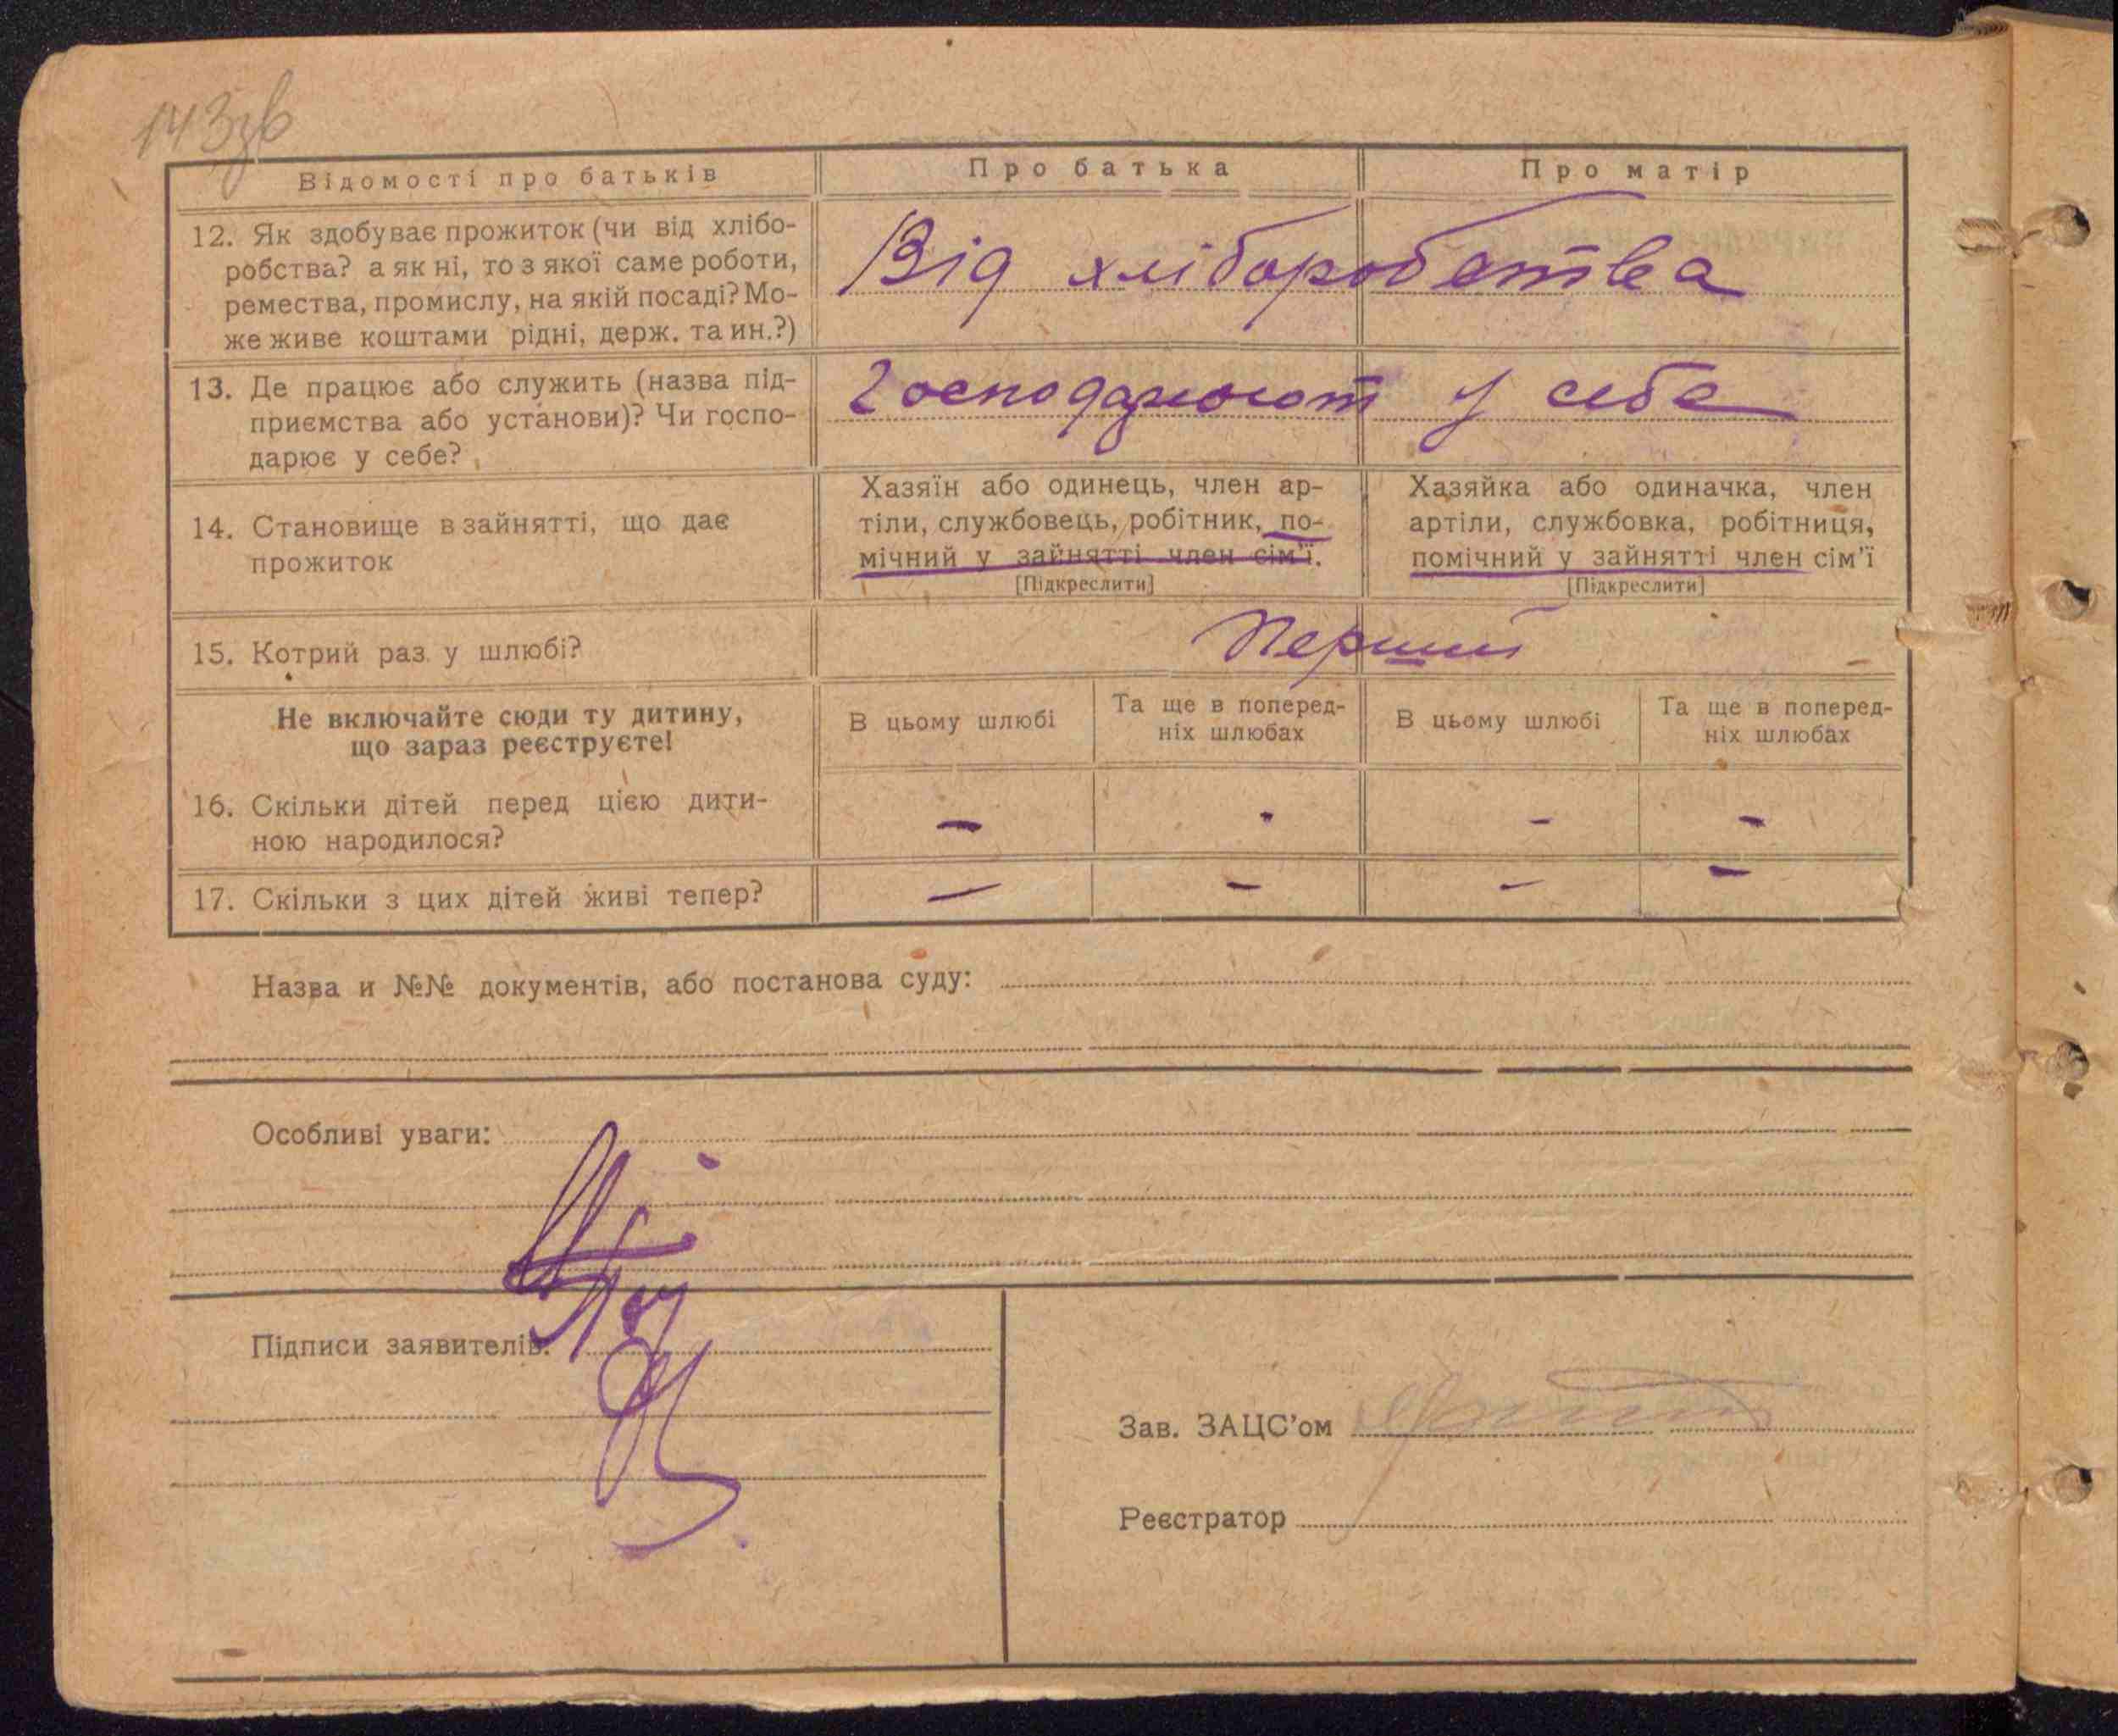 143зв
Відомості про батьків
Про батька
Про матір
12. Як здобуває прожиток (чи від хлібо-
робства? а як ні, то з якої саме роботи,
ремества, промислу, на якій посаді? Мо-
же живе коштами рідні, держ. та ин.?)
Від хліборобства
13. Де працює або служить (назва під-
приємства або установи)? Чи госпо-
дарює у себе?
Господарюют у себе
14. Становище в зайнятті, що дає
прожиток
Хазяїн або одинець, член ар-
тіли, службовець, робітник, по-
мічний у зайнятті член сім'ї.
[Підкреслити]
Хазяйка або одиначка, член
артіли, службовка, робітниця,
помічний у зайнятті член сім'ї
[Підкреслити]
15. Котрий раз у шлюбі?
Перший
Не включайте сюди ту дитину,
що зараз реєструєте!
В цьому шлюбі
Та ще в поперед-
ніх шлюбах
В цьому шлюбі
Та ще в поперед-
ніх шлюбах
16. Скільки дітей перед цією дити-
ною народилося?
- - - -
17. Скільки з цих дітей живі тепер?
- - - -
Назва и №№ документів, або постанова суду:
Особливі уваги:
Підписи заявителів:
Зав. ЗАЦС'ом
Реєстратор